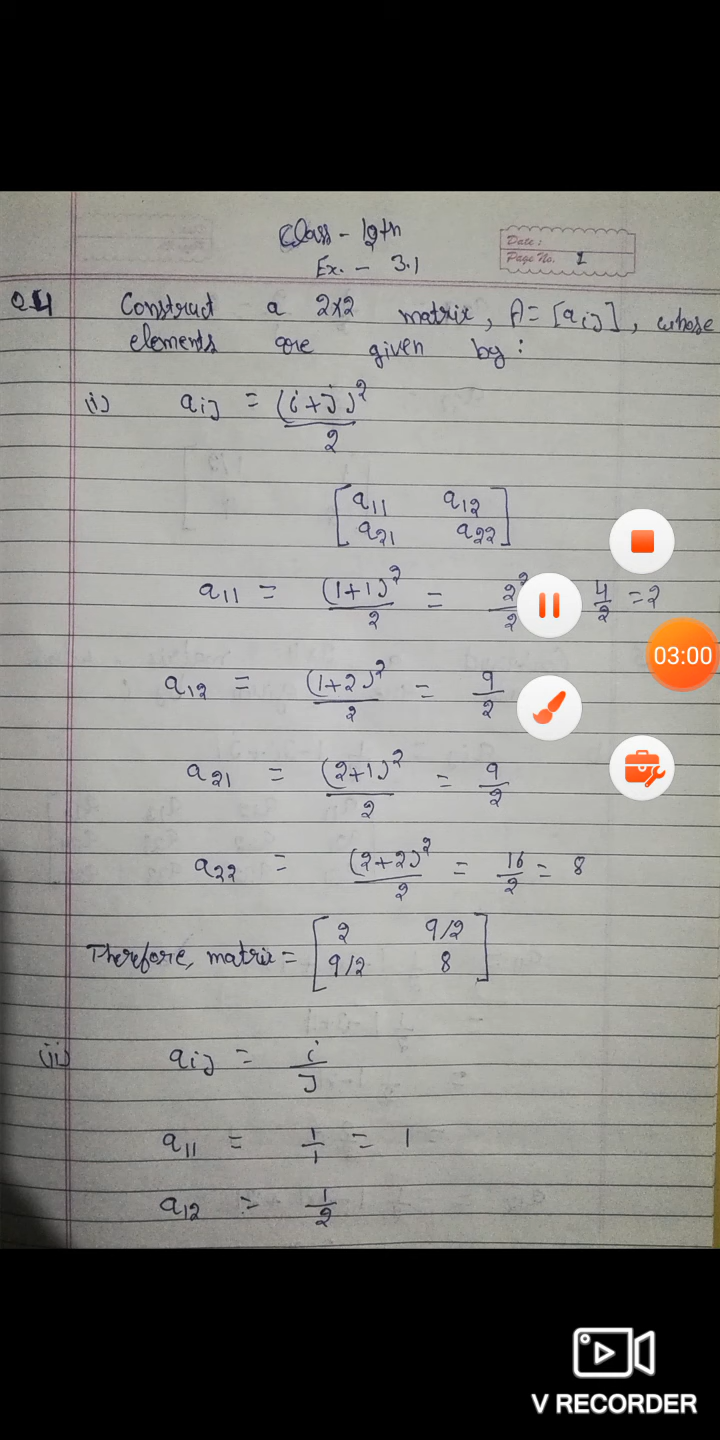 Class - 12th
Ex. - 3.1
Date :
Page No. 1
Q.4 Construct a 2×2 matrix, A = [aij], whose
elements are given by :
(i) aij = (i+j)²/2
[a11 a12
a21 a22]
a11 = (1+1)²/2 = 2²/2 4/2 = 2
03:00
a12 = (1+2)²/2 = 9/2
a21 = (2+1)²/2 = 9/2
a22 = (2+2)²/2 = 16/2 = 8
Therefore, matrix = [2 9/2
9/2 8]
(ii) aij = i/j
a11 = 1/1 = 1
a12 = 1/2
V RECORDER